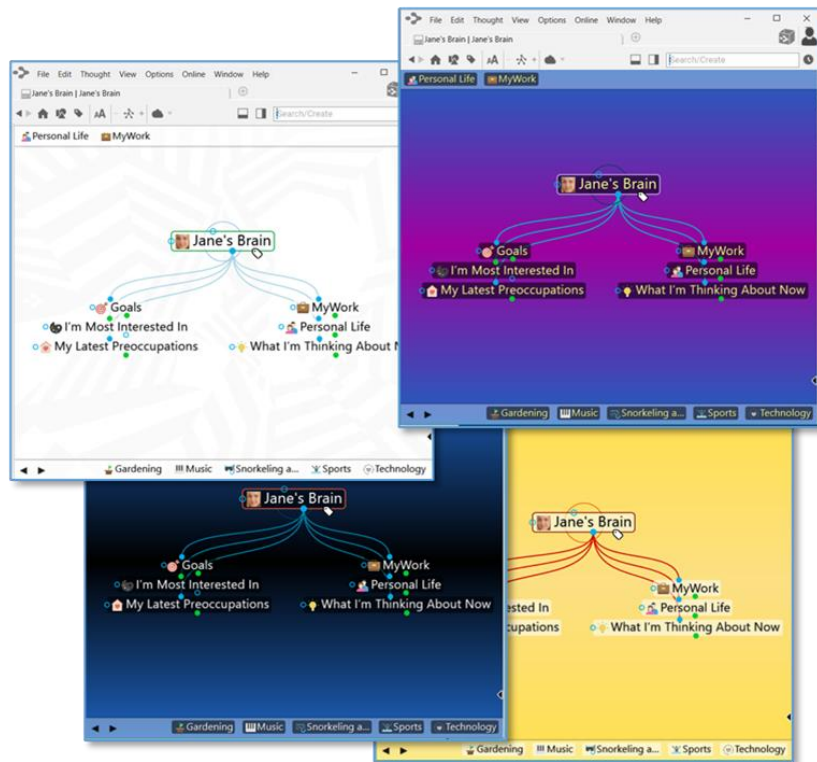 File Edit Thought View Options Online Window Help
Jane's Brain | Jane's Brain
AA
Search/Create
Personal Life MyWork
Jane's Brain
Goals MyWork
I'm Most Interested In Personal Life
My Latest Preoccupations What I'm Thinking About Now
Gardening Music Snorkeling a... Sports Technology
File Edit Thought View Options Online Window Help
Jane's Brain | Jane's Brain
AA
Search/Create
Personal Life MyWork
Jane's Brain
Goals MyWork
I'm Most Interested In Personal Life
My Latest Preoccupations What I'm Thinking About N
Gardening Music Snorkeling a... Sports Technology
Jane's Brain
Goals MyWork
I'm Most Interested In Personal Life
My Latest Preoccupations What I'm Thinking About Now
Gardening Music Snorkeling a... Sports Technology
Jane's Brain
MyWork
ested In Personal Life
cupations What I'm Thinking About Now
Gardening Music Snorkeling a... Sports Technology